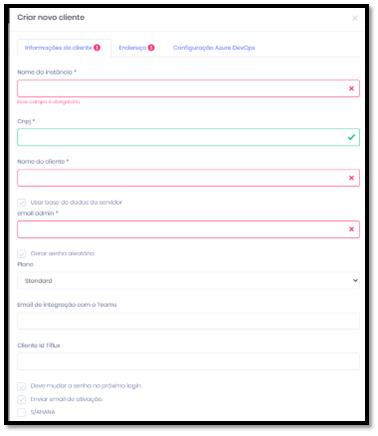 Criar novo cliente
Informações do cliente
Endereço
Configuração Azure DevOps
Nome da Instância *
Esse campo é obrigatório
Cnpj *
Nome do cliente *
Usar base de dados do servidor
email admin *
Gerar senha aleatória
Plano
Standard
Email de integração com o Teams
Cliente Id Tiflux
Deve mudar a senha no próximo login.
Enviar email de ativação.
S/4HANA